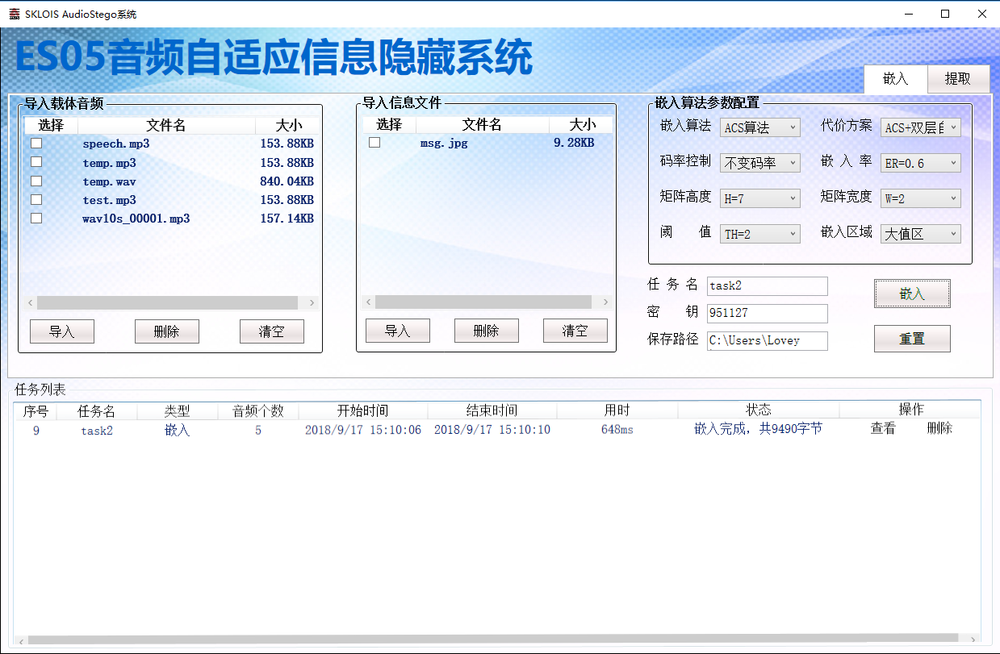 SKLOIS AudioStego系统
ES05音频自适应信息隐藏系统
嵌入 提取
导入载体音频
选择 文件名 大小
speech.mp3 153.88KB
temp.mp3 153.88KB
temp.wav 840.04KB
test.mp3 153.88KB
wav10s_00001.mp3 157.14KB
导入 删除 清空
导入信息文件
选择 文件名 大小
msg.jpg 9.28KB
导入 删除 清空
嵌入算法参数配置
嵌入算法 ACS算法 代价方案 ACS+双层自
码率控制 不变码率 嵌 入 率 ER=0.6
矩阵高度 H=7 矩阵宽度 W=2
阈 值 TH=2 嵌入区域 大值区
任 务 名 task2 嵌入
密 钥 951127
保存路径 C:\Users\Lovey 重置
任务列表
序号 任务名 类型 音频个数 开始时间 结束时间 用时 状态 操作
9 task2 嵌入 5 2018/9/17 15:10:06 2018/9/17 15:10:10 648ms 嵌入完成，共9490字节 查看 删除